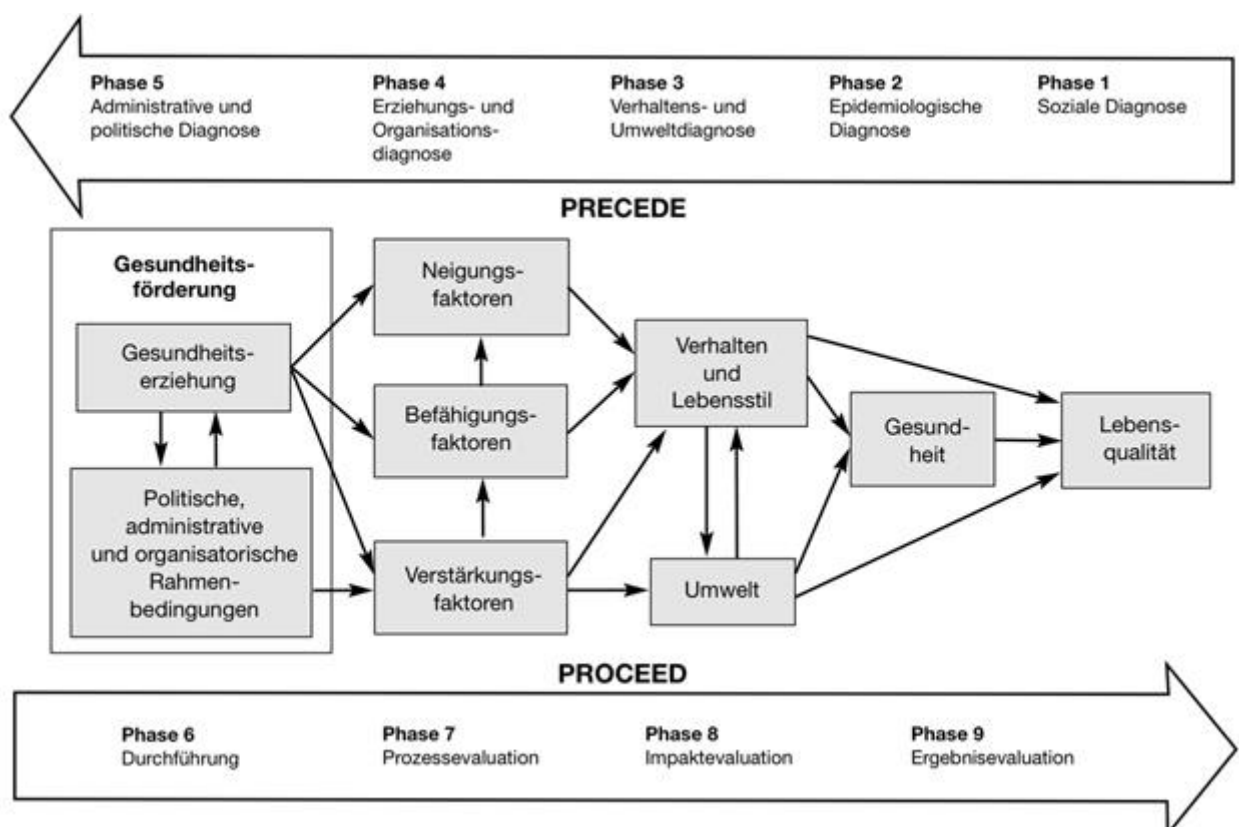 Phase 5
Administrative und
politische Diagnose
Phase 4
Erziehungs- und
Organisations-
diagnose
Phase 3
Verhaltens- und
Umweltdiagnose
Phase 2
Epidemiologische
Diagnose
Phase 1
Soziale Diagnose
PRECEDE
Gesundheits-
förderung
Gesundheits-
erziehung
Politische,
administrative
und organisatorische
Rahmen-
bedingungen
Neigungs-
faktoren
Befähigungs-
faktoren
Verstärkungs-
faktoren
Verhalten
und
Lebensstil
Umwelt
Gesund-
heit
Lebens-
qualität
PROCEED
Phase 6
Durchführung
Phase 7
Prozessevaluation
Phase 8
Impaktevaluation
Phase 9
Ergebnisevaluation